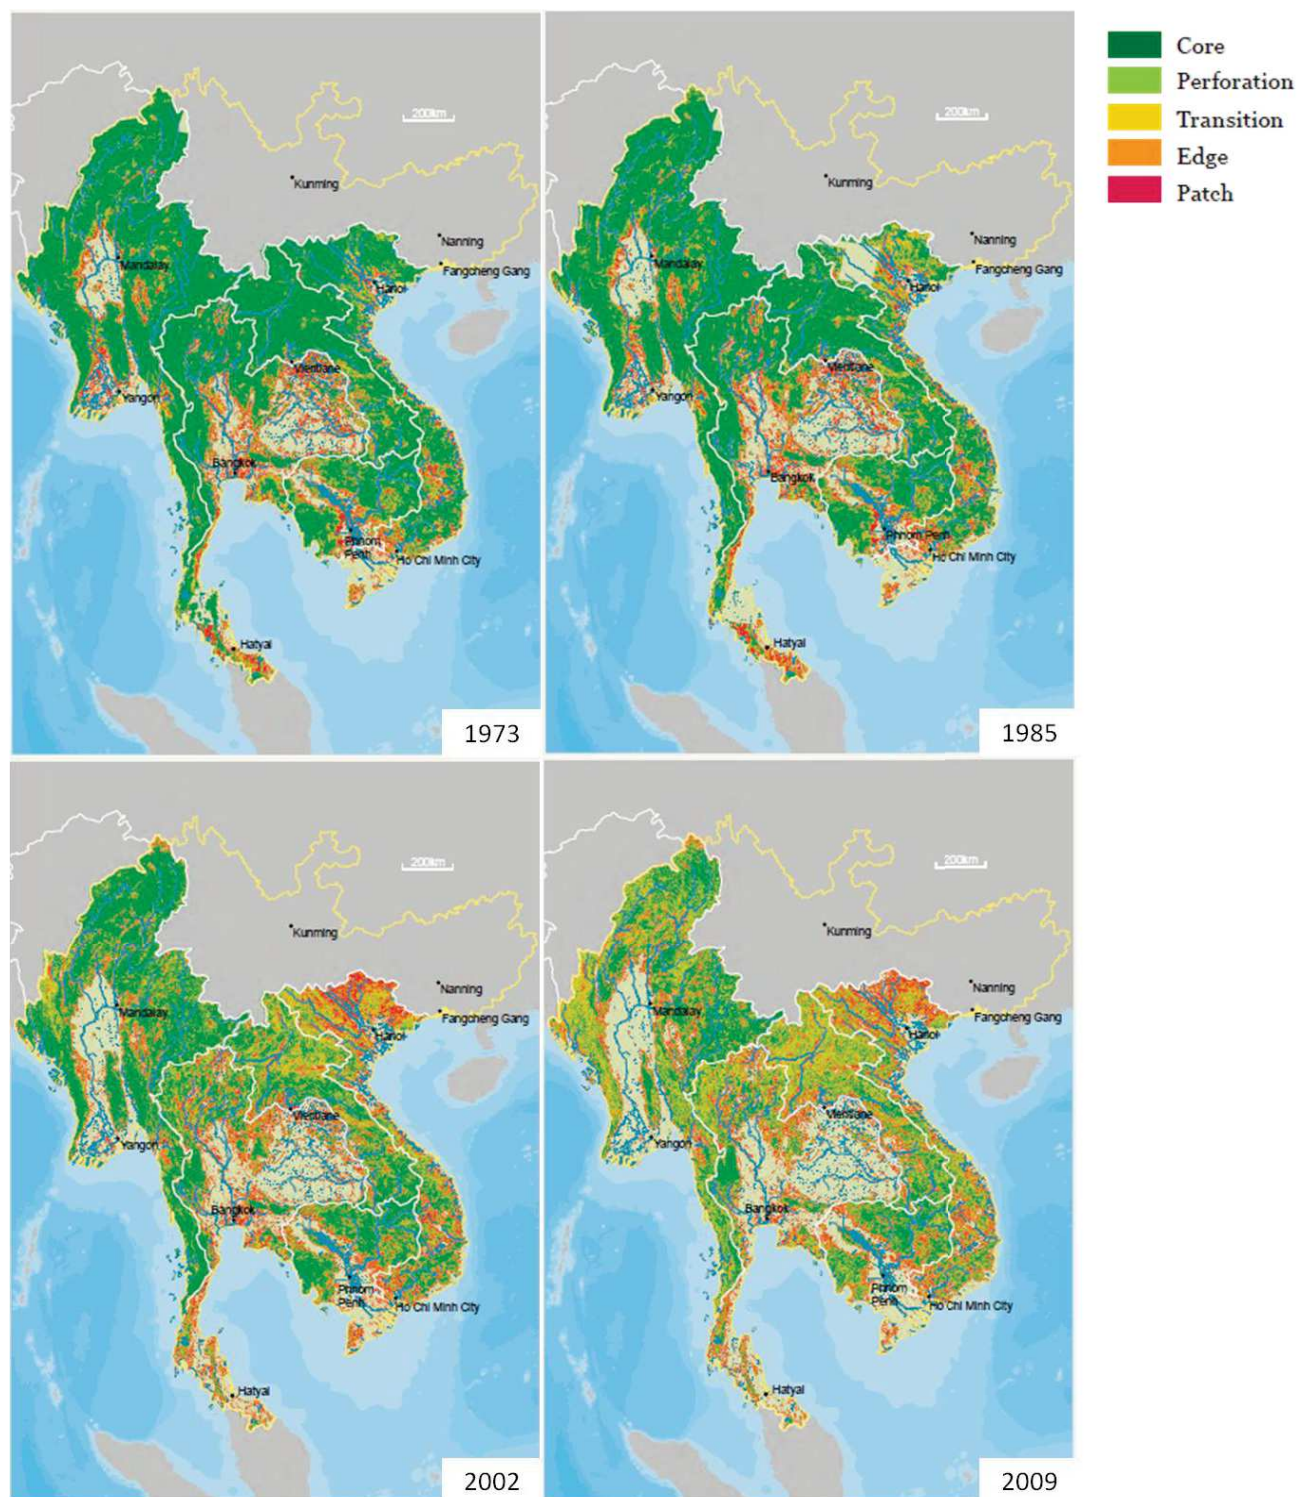 Core
Perforation
Transition
Edge
Patch
200km
Kunming
Nanning
Fangcheng Gang
Mandalay
Hanoi
Vientiane
Yangon
Bangkok
Phnom
Penh
Ho Chi Minh City
Hatyai
1973
200km
Kunming
Nanning
Fangcheng Gang
Mandalay
Hanoi
Vientiane
Yangon
Bangkok
Phnom Penh
Ho Chi Minh City
Hatyai
1985
200km
Kunming
Nanning
Fangcheng Gang
Mandalay
Hanoi
Vientiane
Yangon
Bangkok
Phnom
Penh
Ho Chi Minh City
Hatyai
2002
200km
Kunming
Nanning
Fangcheng Gang
Mandalay
Hanoi
Vientiane
Yangon
Bangkok
Phnom
Penh
Ho Chi Minh City
Hatyai
2009